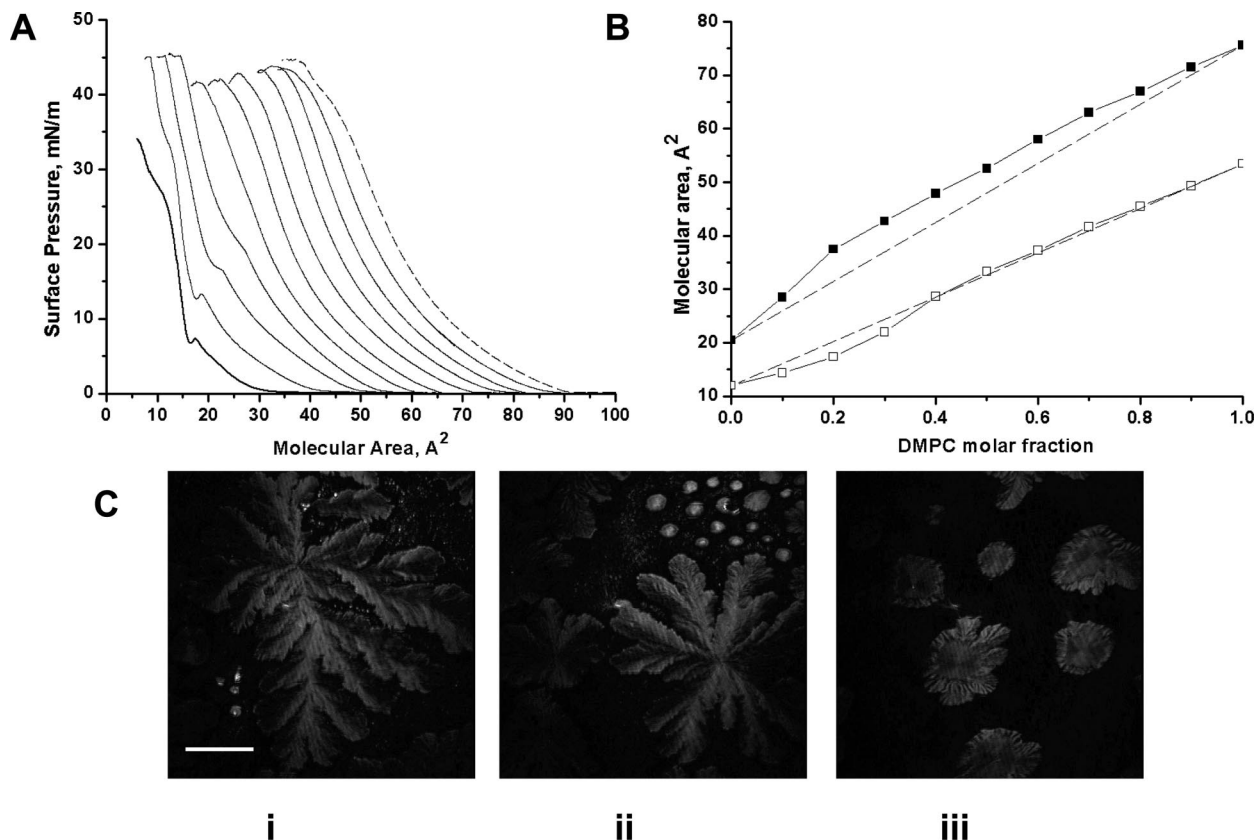 A
Surface Pressure, mN/m
50
40
30
20
10
0
0 10 20 30 40 50 60 70 80 90 100
Molecular Area, A2
B
Molecular area, A2
80
70
60
50
40
30
20
10
0.0 0.2 0.4 0.6 0.8 1.0
DMPC molar fraction
C
i ii iii